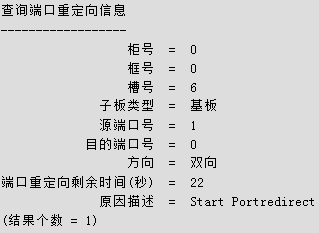 查询端口重定向信息
------------------
柜号 = 0
框号 = 0
槽号 = 6
子板类型 = 基板
源端口号 = 1
目的端口号 = 0
方向 = 双向
端口重定向剩余时间(秒) = 22
原因描述 = Start Portredirect
(结果个数 = 1)